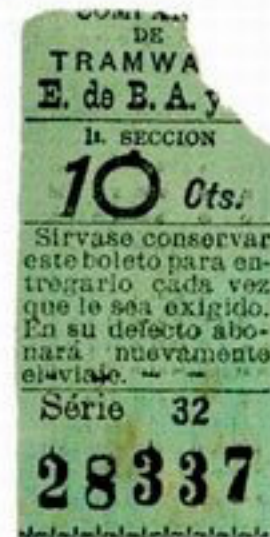 DE
TRAMWA
E. de B. A. y
1a. SECCION
10 Cts.
Sirvase conservar
este boleto para en-
tregarlo cada vez
que le sea exigido.
En su defecto abo-
nará nuevamente
el viaje.
Série 32
28337